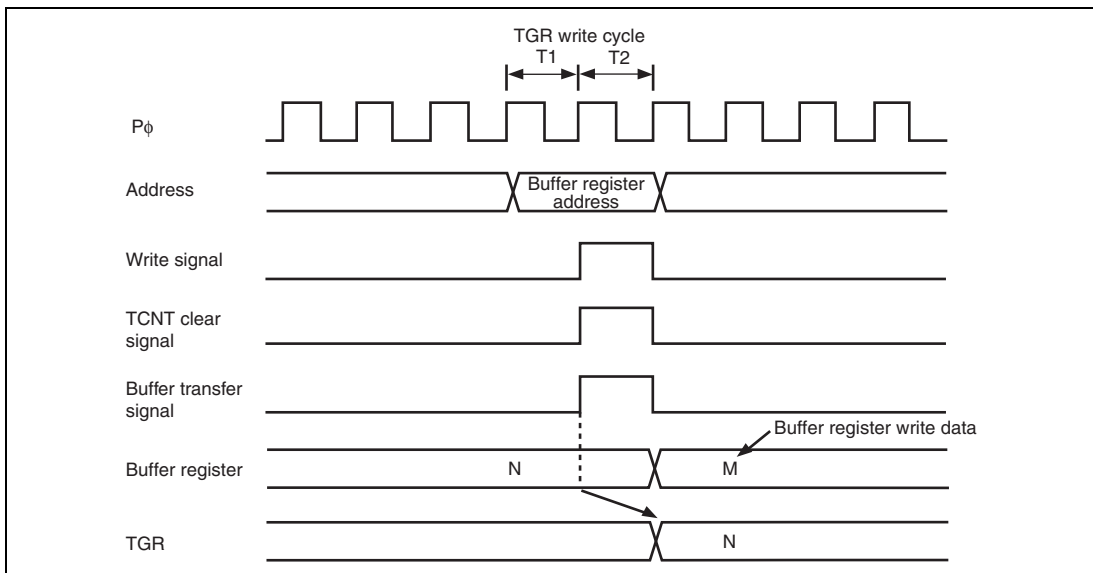 TGR write cycle
T1 T2
Pϕ
Address
Buffer register
address
Write signal
TCNT clear
signal
Buffer transfer
signal
Buffer register write data
Buffer register N M
TGR N